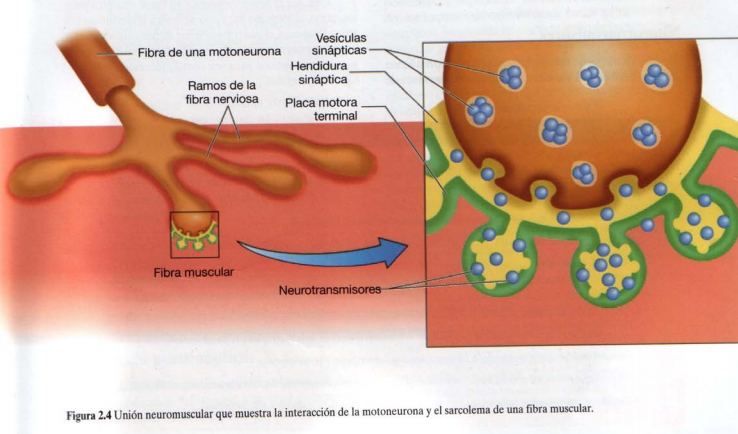 Fibra de una motoneurona
Vesículas
sinápticas
Hendidura
sináptica
Ramos de la
fibra nerviosa
Placa motora
terminal
Fibra muscular
Neurotransmisores
Figura 2.4 Unión neuromuscular que muestra la interacción de la motoneurona y el sarcolema de una fibra muscular.